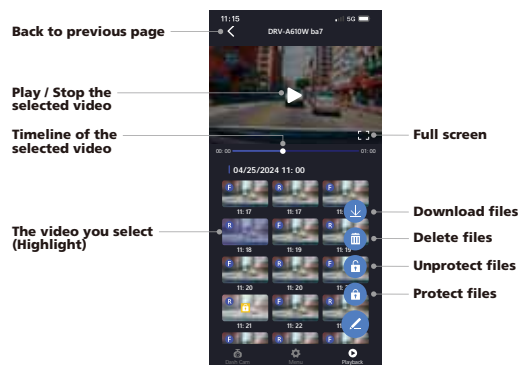 11:15
5G
Back to previous page
DRV-A610W ba7
Play / Stop the
selected video
Timeline of the
selected video
Full screen
00: 00
01: 00
04/25/2024 11: 00
F
R
F
11: 17
11: 17
11:
Download files
R
F
R
The video you select
(Highlight)
11: 18
11: 19
11: 19
Delete files
F
R
F
Unprotect files
11: 20
11: 20
11:
R
F
R
Protect files
11: 21
11: 22
11:
F
R
F
Dash Cam
Menu
Playback